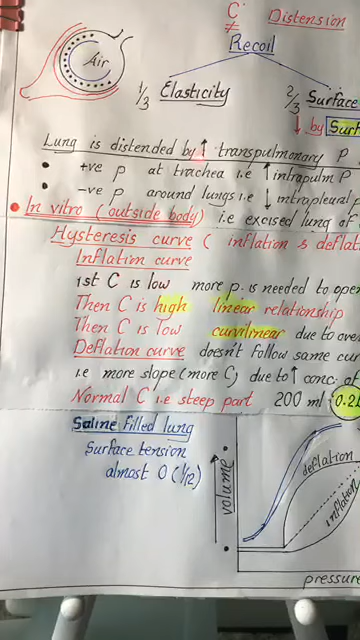 C Distension
≠
Recoil
Air
1/3 Elasticity 2/3 Surface
↓ by Surf
Lung is distended by ↑ transpulmonary P
• +ve p at trachea i.e ↑ intrapulm P
• -ve p around lungs i.e ↓ intrapleural p
• In vitro (outside body) i.e excised lung of
Hysteresis curve ( inflation & deflat
Inflation curve
1st C is low more p. is needed to ope
Then C is high linear relationship
Then C is low curvilinear due to ove
Deflation curve doesn't follow same cur
i.e more slope (more C) due to ↑ conc. of
Normal C i.e steep part 200 ml 0.2
Saline filled lung
Surface tension
almost 0 (1/12)
volume
deflation
inflation
pressure